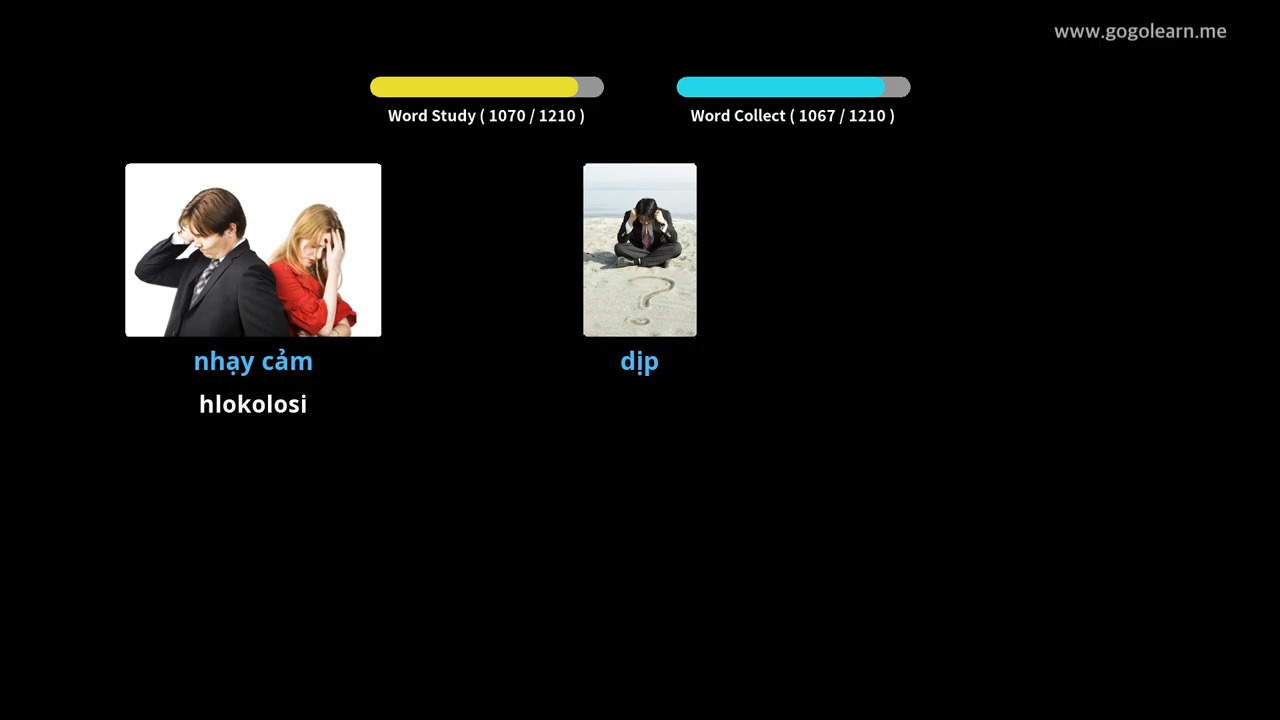 www.gogolearn.me
Word Study ( 1070 / 1210 )
Word Collect ( 1067 / 1210 )
nhạy cảm
hlokolosi
dịp